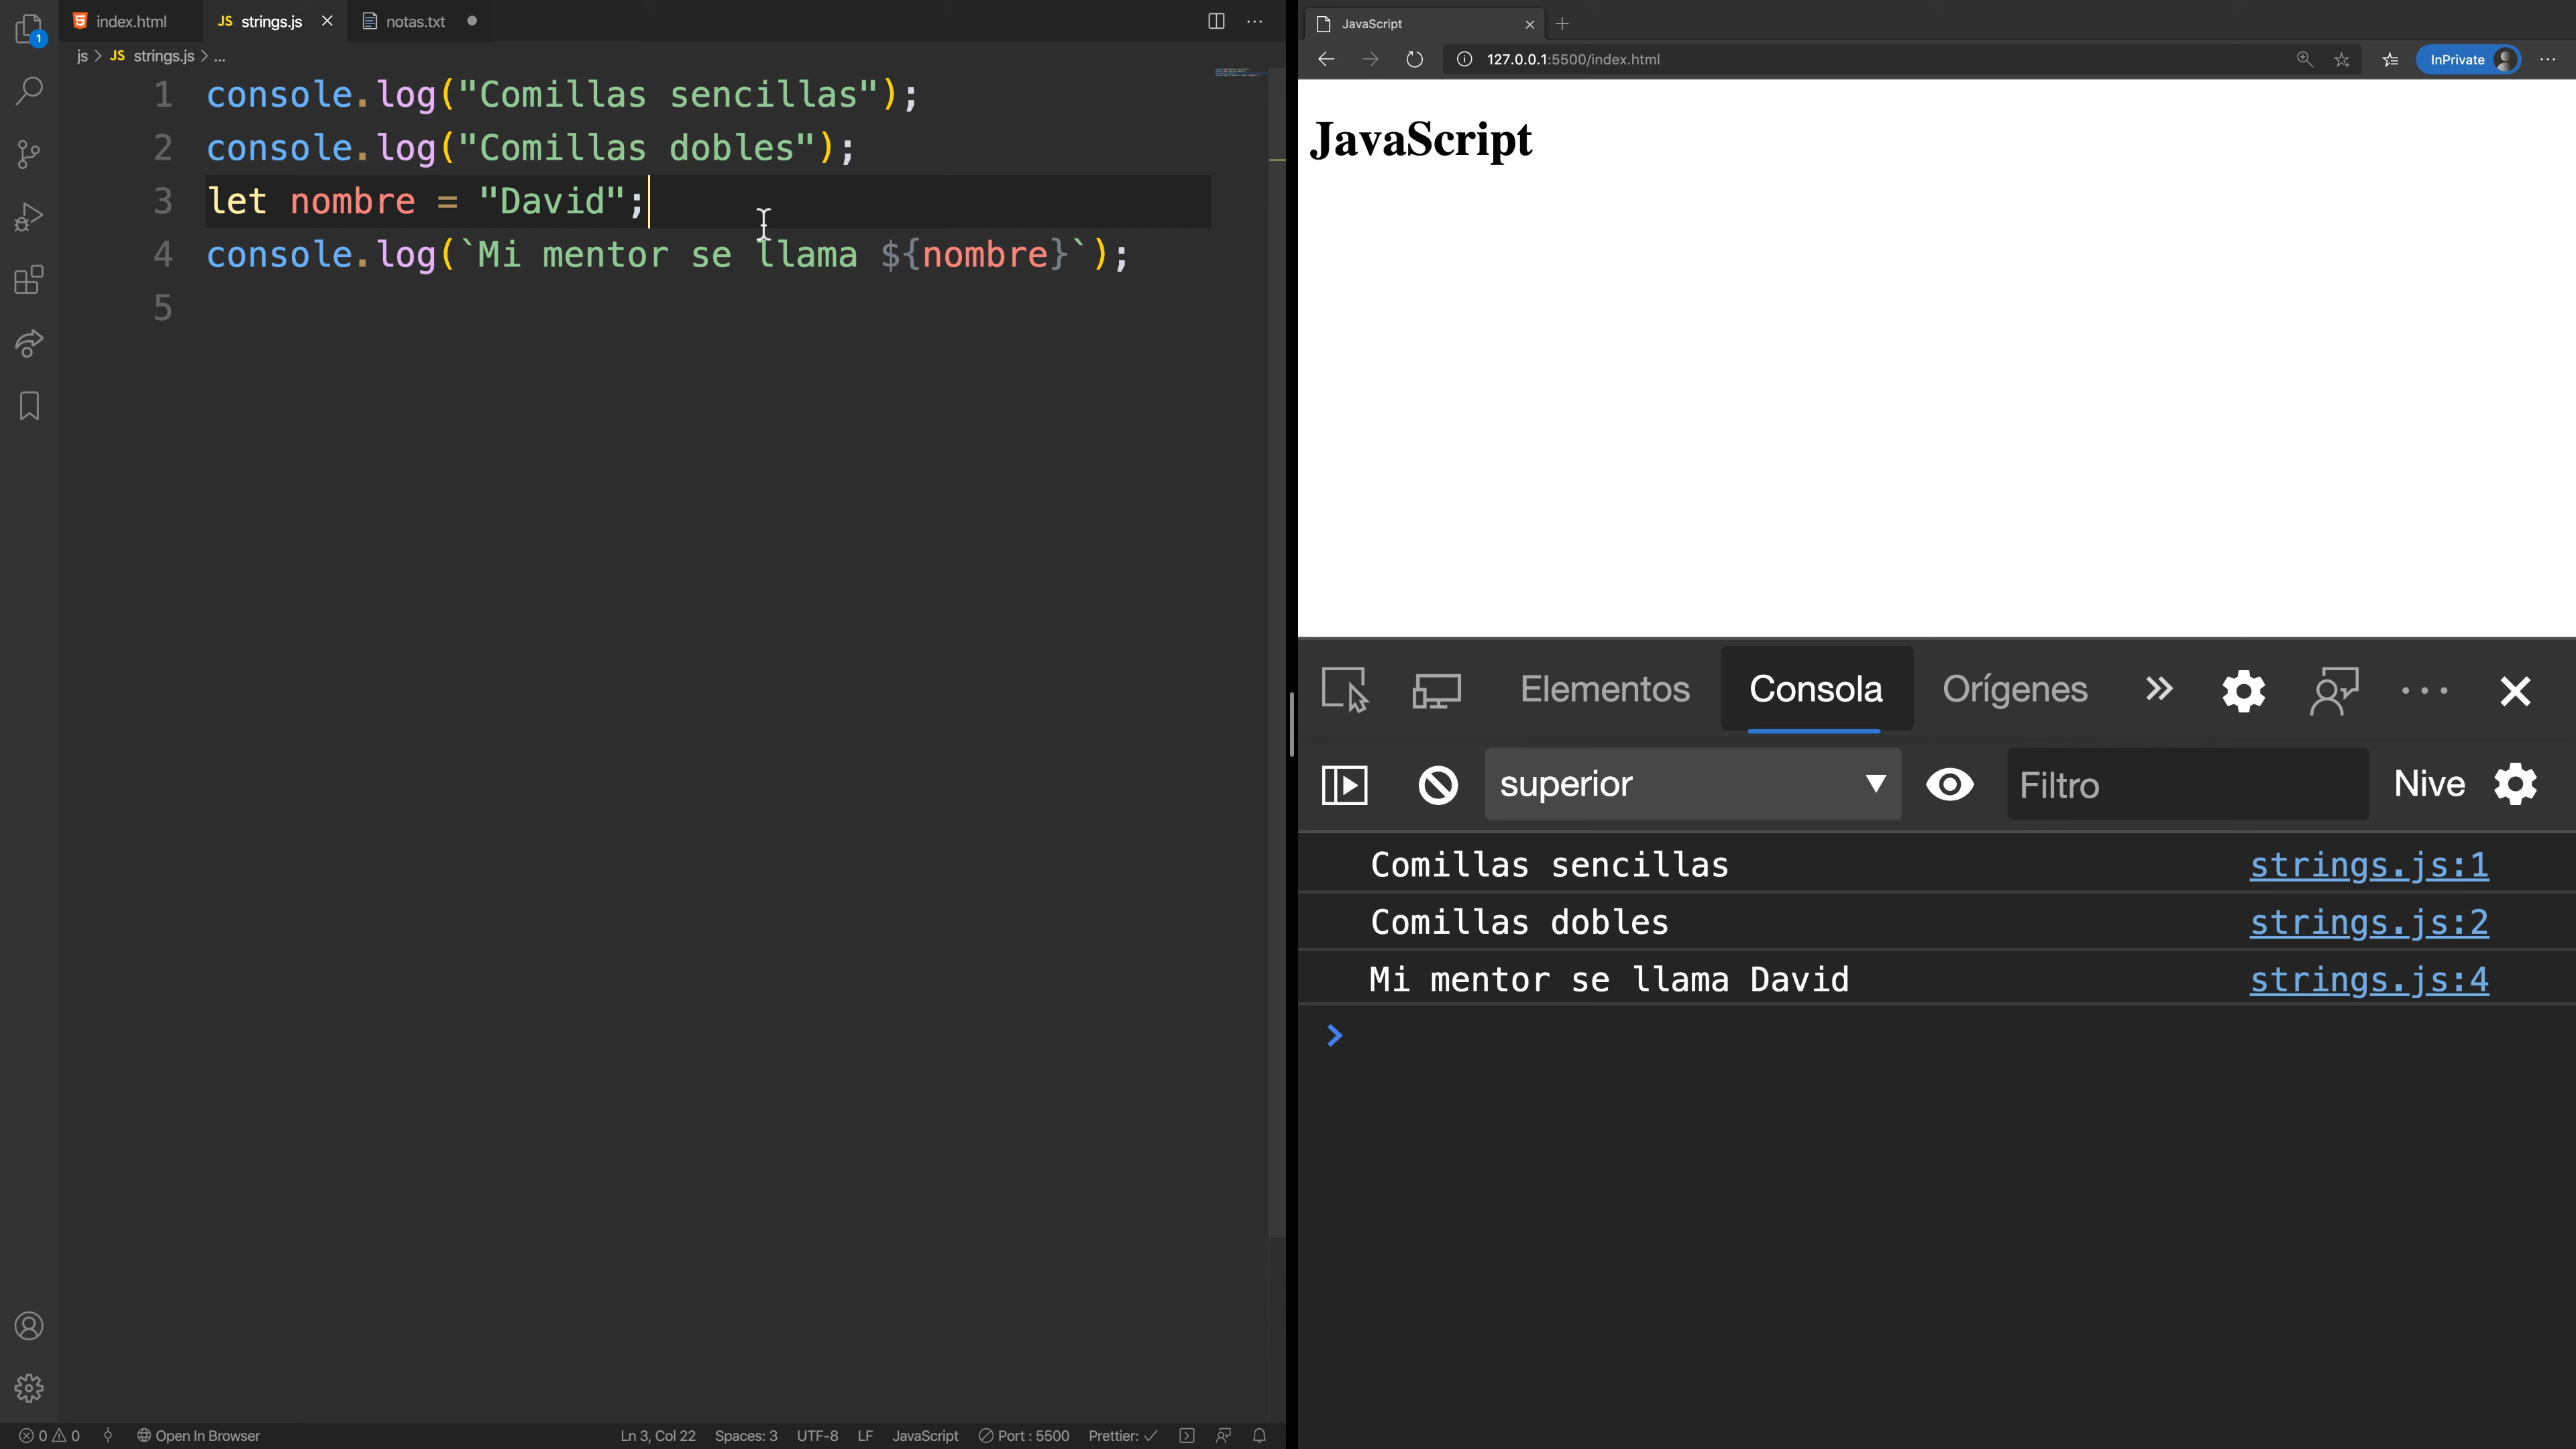 index.html
JS strings.js
notas.txt
js > JS strings.js > ...
1 console.log("Comillas sencillas");
2 console.log("Comillas dobles");
3 let nombre = "David";
4 console.log(`Mi mentor se llama ${nombre}`);
5
1
0 0 Open In Browser Ln 3, Col 22 Spaces: 3 UTF-8 LF JavaScript Port : 5500 Prettier: ✓
JavaScript
127.0.0.1:5500/index.html InPrivate
JavaScript
Elementos Consola Orígenes
superior Filtro Nive
Comillas sencillas strings.js:1
Comillas dobles strings.js:2
Mi mentor se llama David strings.js:4